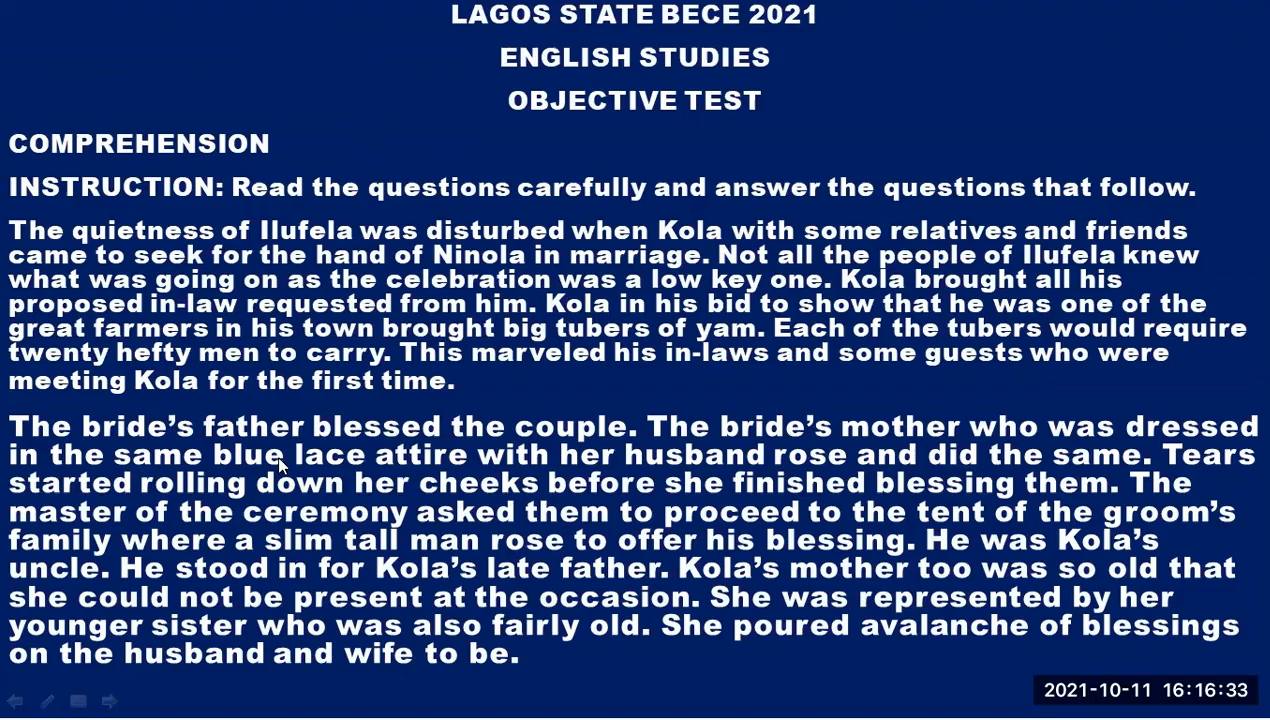 LAGOS STATE BECE 2021
ENGLISH STUDIES
OBJECTIVE TEST
COMPREHENSION
INSTRUCTION: Read the questions carefully and answer the questions that follow.
The quietness of Ilufela was disturbed when Kola with some relatives and friends
came to seek for the hand of Ninola in marriage. Not all the people of Ilufela knew
what was going on as the celebration was a low key one. Kola brought all his
proposed in-law requested from him. Kola in his bid to show that he was one of the
great farmers in his town brought big tubers of yam. Each of the tubers would require
twenty hefty men to carry. This marveled his in-laws and some guests who were
meeting Kola for the first time.
The bride’s father blessed the couple. The bride’s mother who was dressed
in the same blue lace attire with her husband rose and did the same. Tears
started rolling down her cheeks before she finished blessing them. The
master of the ceremony asked them to proceed to the tent of the groom’s
family where a slim tall man rose to offer his blessing. He was Kola’s
uncle. He stood in for Kola’s late father. Kola’s mother too was so old that
she could not be present at the occasion. She was represented by her
younger sister who was also fairly old. She poured avalanche of blessings
on the husband and wife to be.
2021-10-11 16:16:33